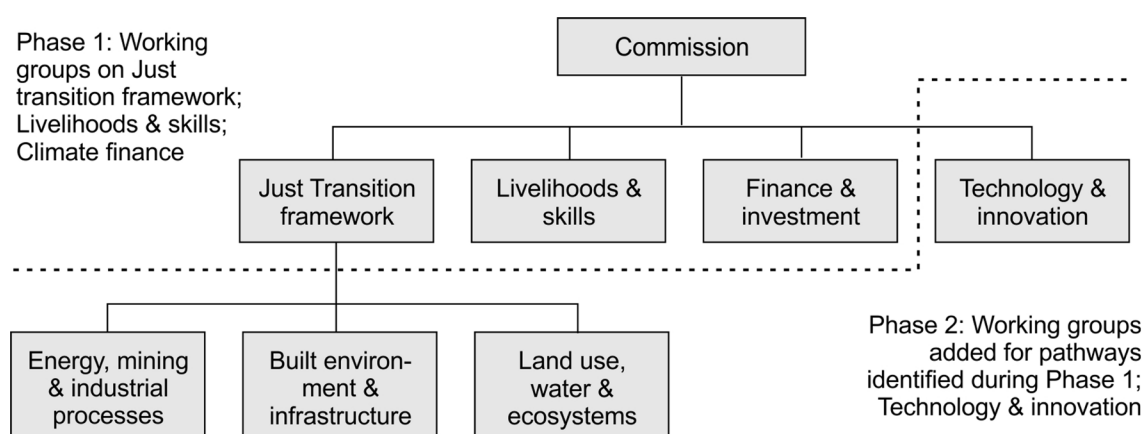 Phase 1: Working
groups on Just
transition framework;
Livelihoods & skills;
Climate finance
Commission
Just Transition
framework
Livelihoods &
skills
Finance &
investment
Technology &
innovation
Energy, mining
& industrial
processes
Built environ-
ment &
infrastructure
Land use,
water &
ecosystems
Phase 2: Working groups
added for pathways
identified during Phase 1;
Technology & innovation